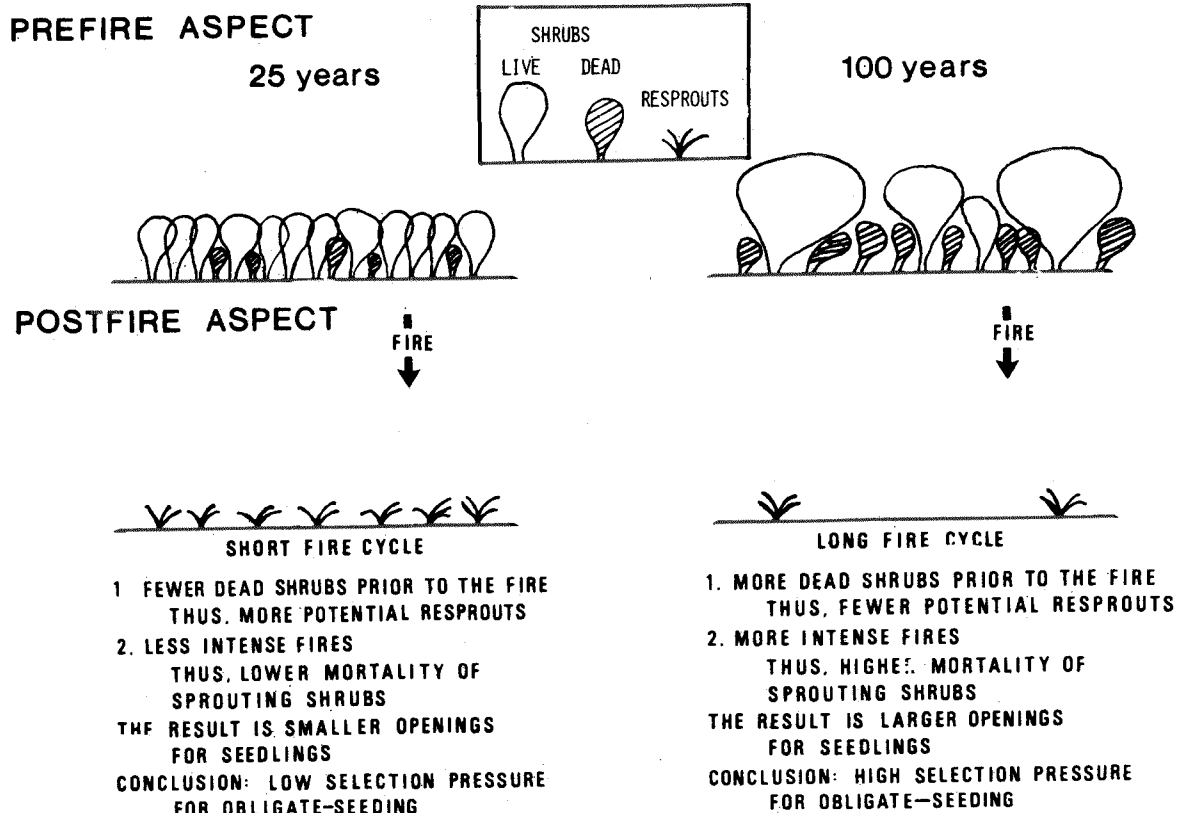 PREFIRE ASPECT
25 years
SHRUBS
LIVE DEAD
RESPROUTS
100 years
POSTFIRE ASPECT
FIRE
FIRE
SHORT FIRE CYCLE
1 FEWER DEAD SHRUBS PRIOR TO THE FIRE
THUS, MORE POTENTIAL RESPROUTS
2. LESS INTENSE FIRES
THUS, LOWER MORTALITY OF
SPROUTING SHRUBS
THE RESULT IS SMALLER OPENINGS
FOR SEEDLINGS
CONCLUSION: LOW SELECTION PRESSURE
FOR OBLIGATE-SEEDING
LONG FIRE CYCLE
1. MORE DEAD SHRUBS PRIOR TO THE FIRE
THUS, FEWER POTENTIAL RESPROUTS
2. MORE INTENSE FIRES
THUS, HIGHER MORTALITY OF
SPROUTING SHRUBS
THE RESULT IS LARGER OPENINGS
FOR SEEDLINGS
CONCLUSION: HIGH SELECTION PRESSURE
FOR OBLIGATE-SEEDING